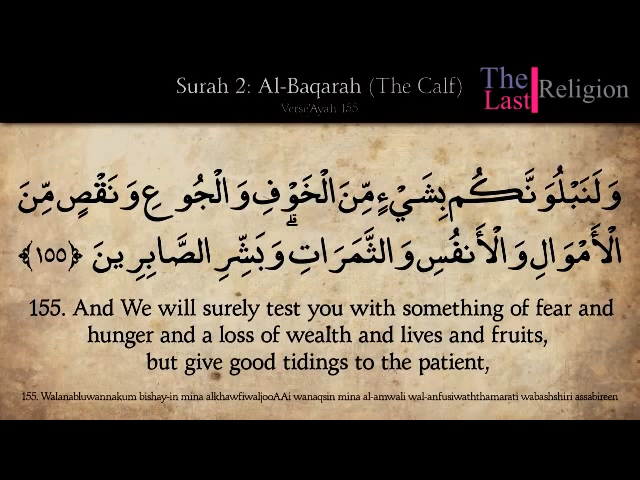 Surah 2: Al-Baqarah (The Calf)
Verse/Ayah 155
The
Last Religion
وَلَنَبْلُوَنَّكُم بِشَيْءٍ مِّنَ الْخَوْفِ وَالْجُوعِ وَنَقْصٍ مِّنَ
الْأَمْوَالِ وَالْأَنفُسِ وَالثَّمَرَاتِ ۗ وَبَشِّرِ الصَّابِرِينَ ﴿١٥٥﴾
155. And We will surely test you with something of fear and
hunger and a loss of wealth and lives and fruits,
but give good tidings to the patient,
155. Walanabluwannakum bishay-in mina alkhawfiwaljooAAi wanaqsin mina al-amwali wal-anfusiwaththamarati wabashshiri assabireen